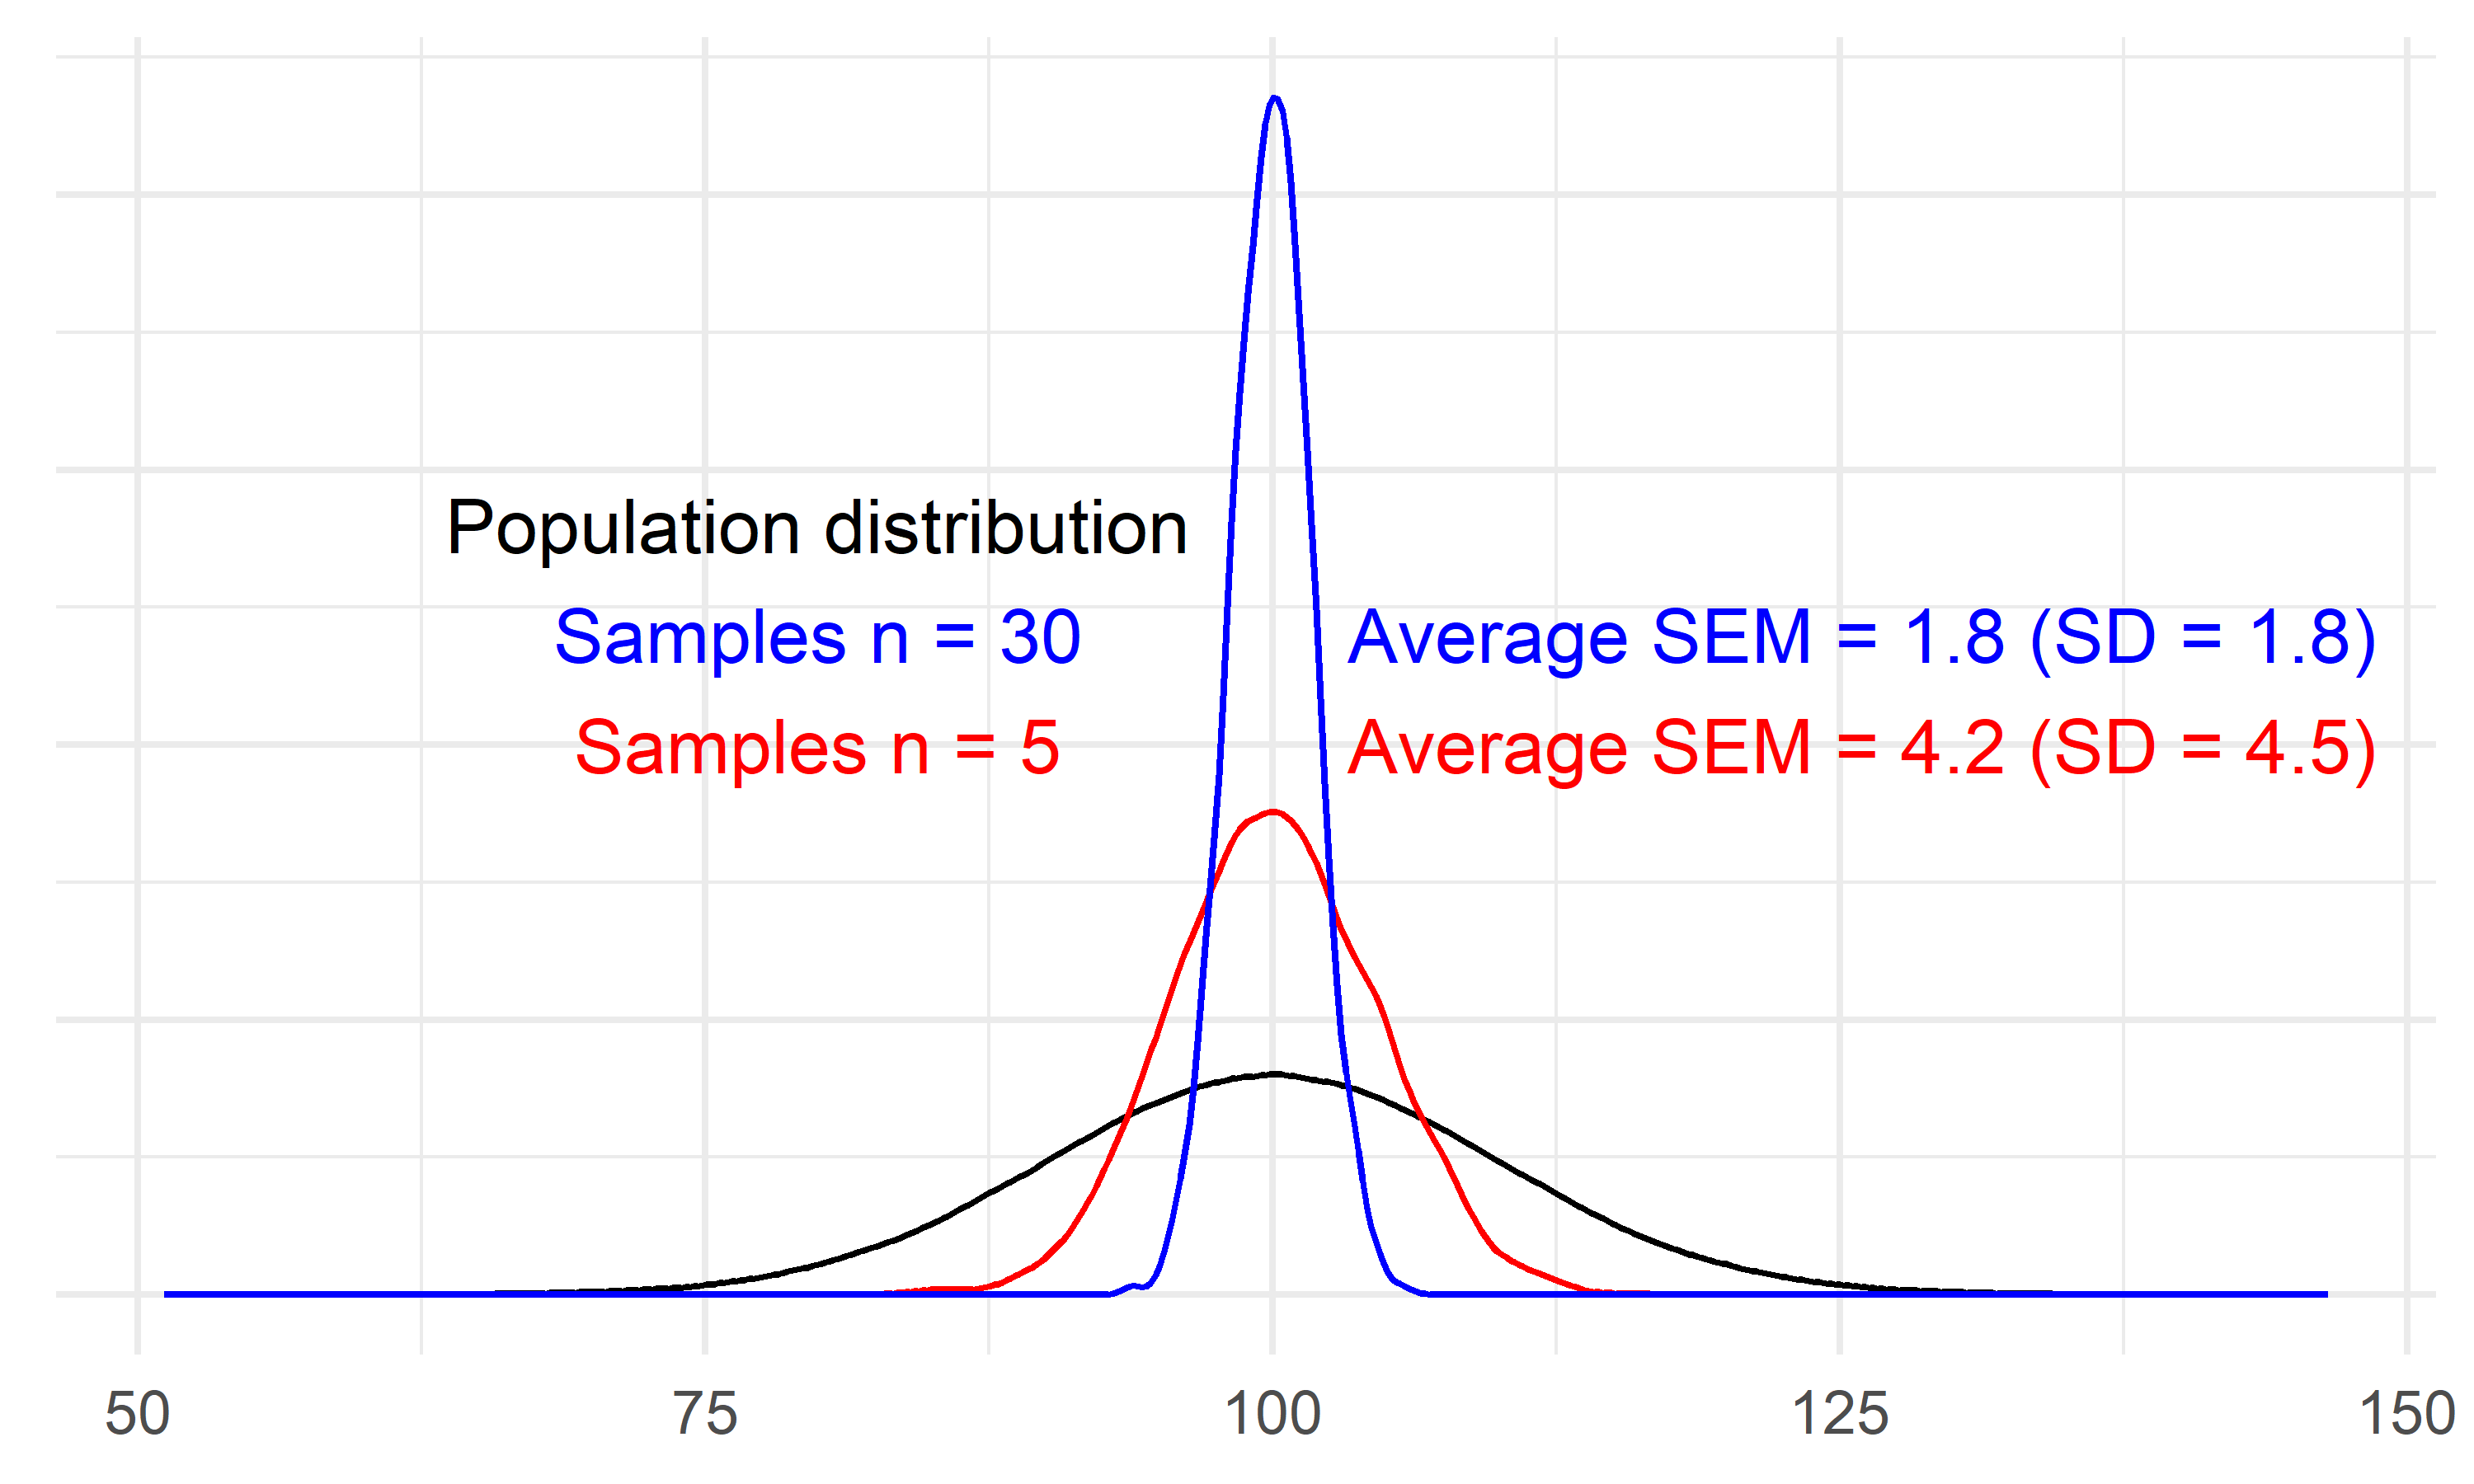 Population distribution
Samples n = 30
Average SEM = 1.8 (SD = 1.8)
Samples n = 5
Average SEM = 4.2 (SD = 4.5)
50
75
100
125
150